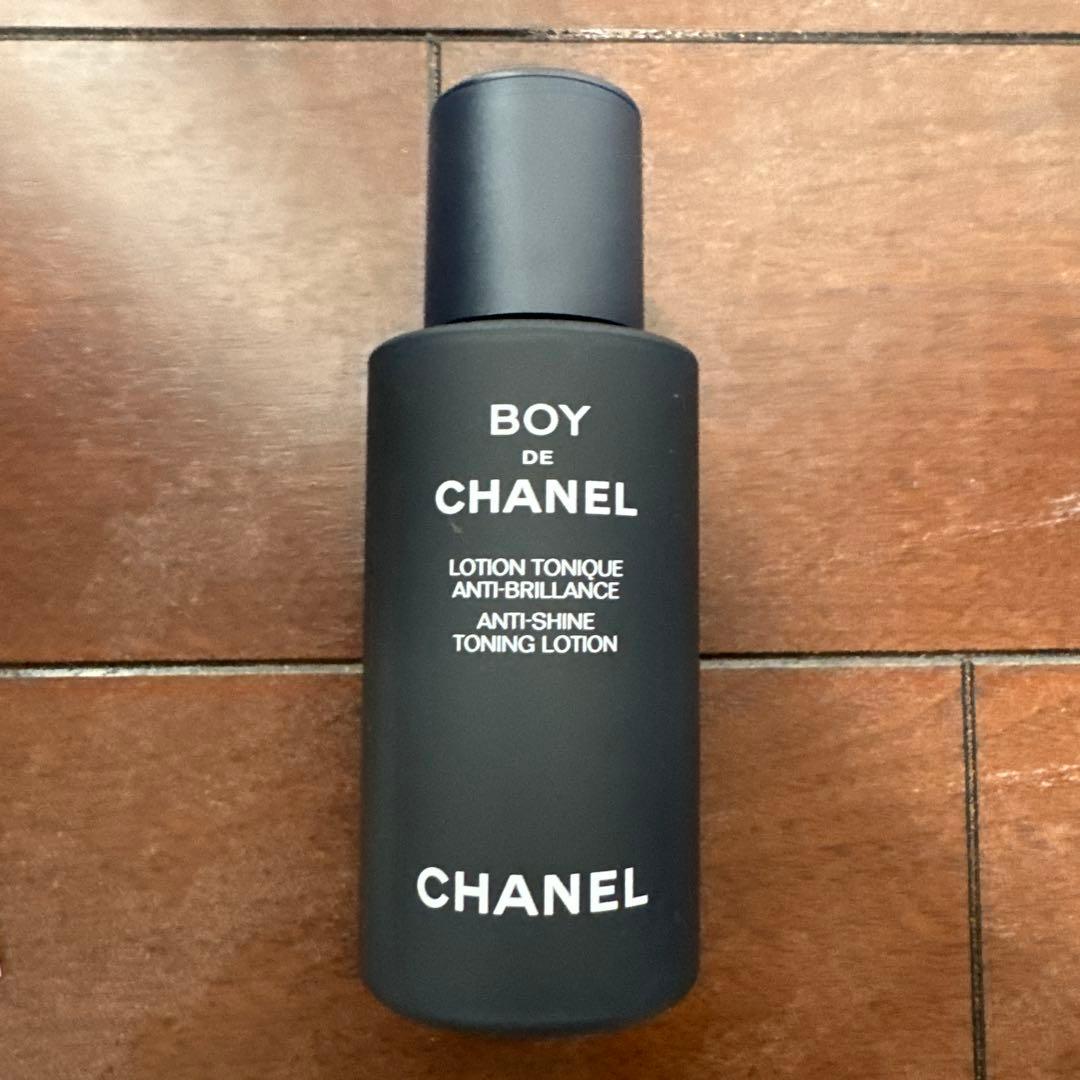 BOY
DE
CHANEL
LOTION TONIQUE
ANTI-BRILLANCE
ANTI-SHINE
TONING LOTION
CHANEL